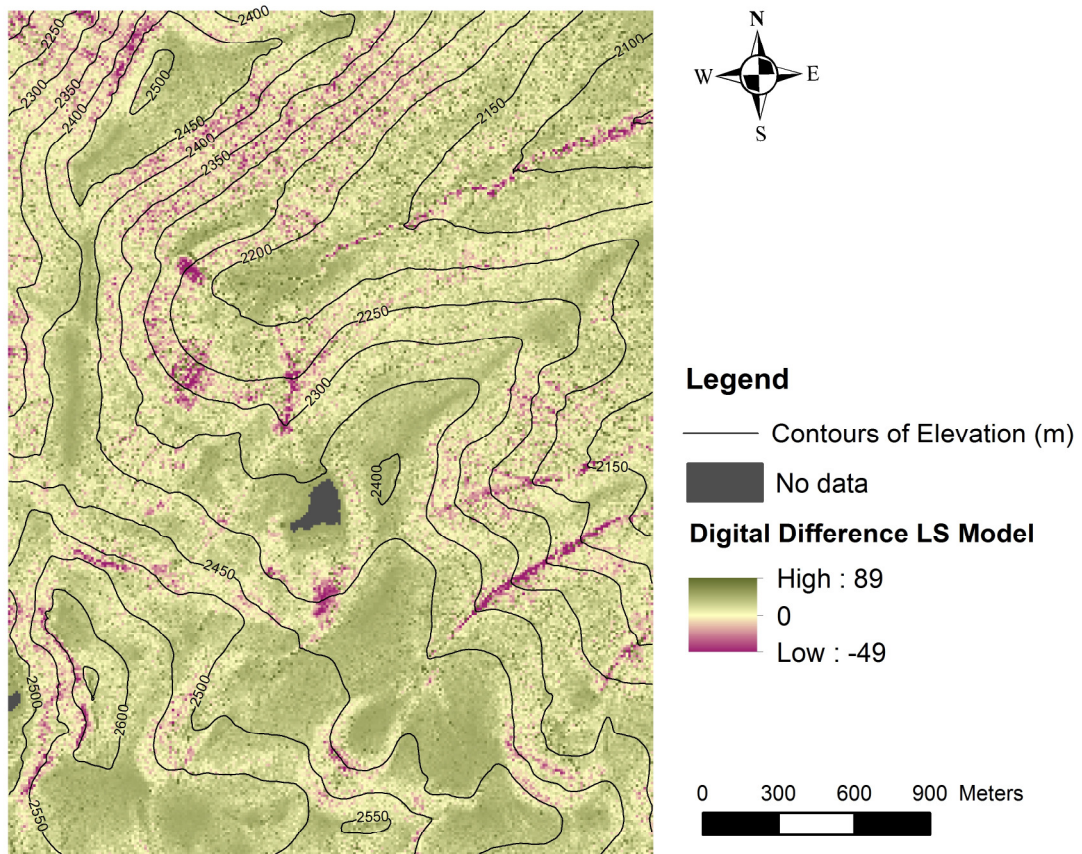 2400
2250
2300
2350
2400
2500
2450
2400
2350
2100
2150
2200
2250
2300
2400
2150
2450
2500
2500
2600
2550
2550
N
W
E
S
Legend
Contours of Elevation (m)
No data
Digital Difference LS Model
High : 89
0
Low : -49
0 300 600 900 Meters